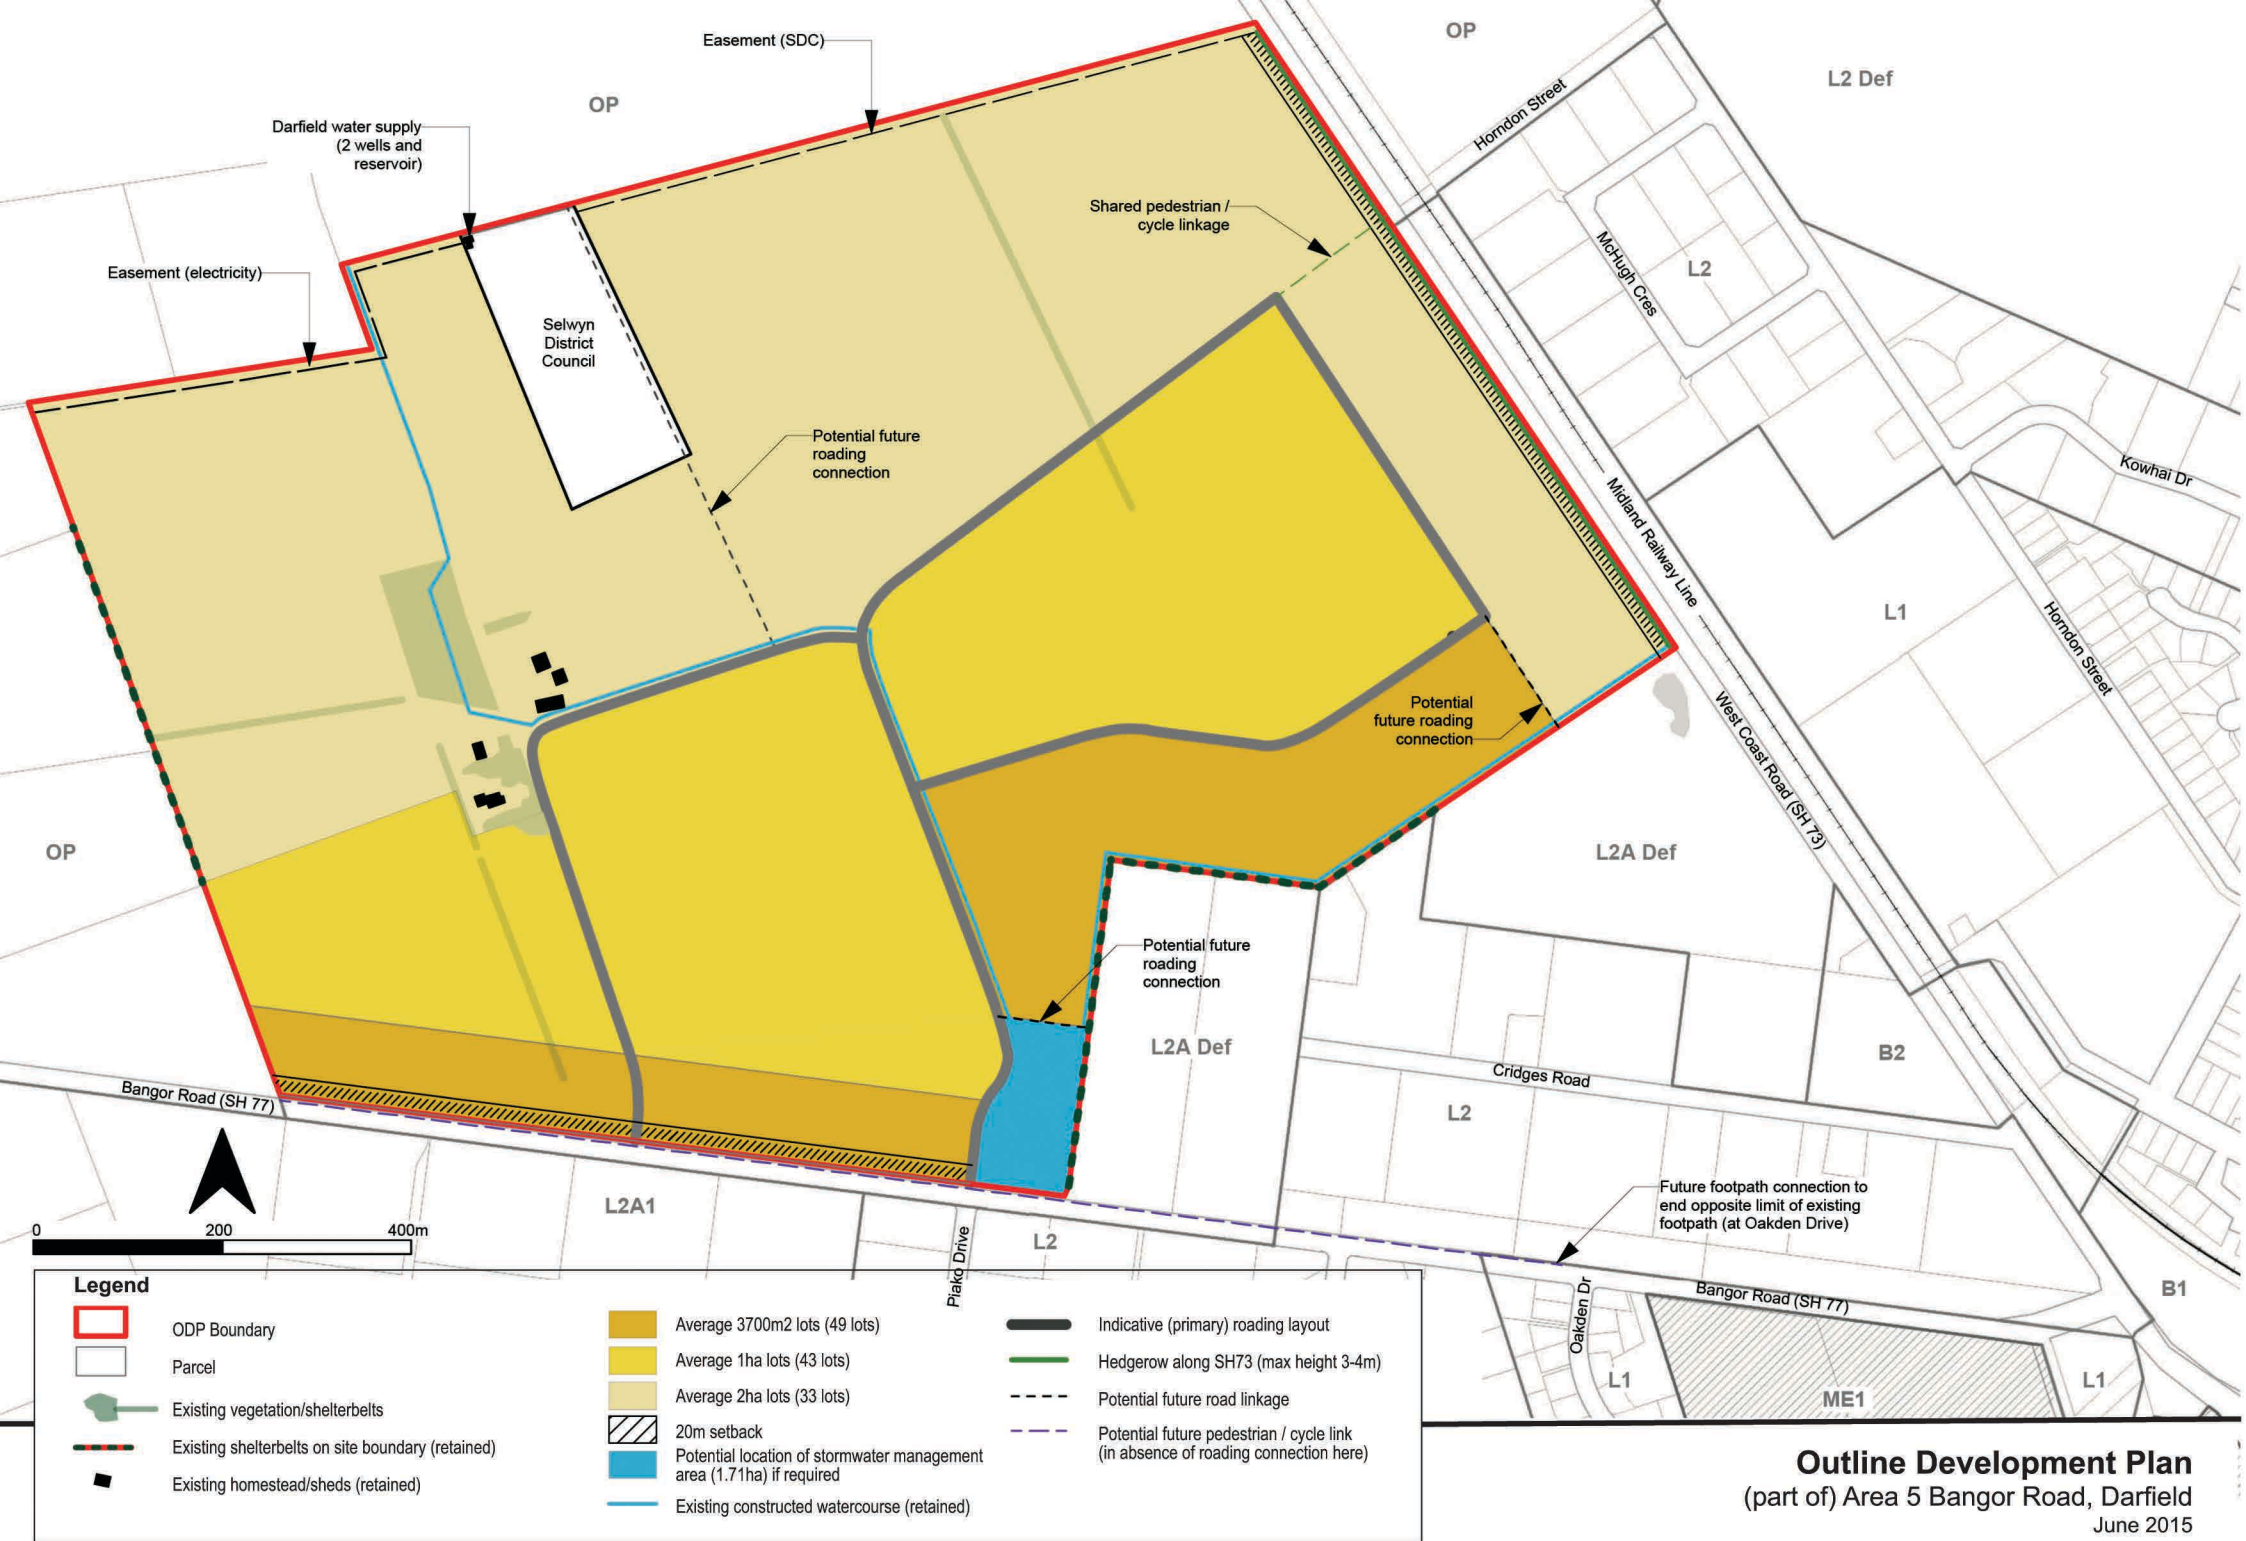 Easement (SDC)
OP
OP
L2 Def
Horndon Street
Darfield water supply
(2 wells and
reservoir)
Shared pedestrian /
cycle linkage
McHugh Cres
L2
Easement (electricity)
Selwyn
District
Council
Potential future
roading
connection
Kowhai Dr
Midland Railway Line
L1
Horndon Street
Potential
future roading
connection
West Coast Road (SH 73)
OP
L2A Def
Potential future
roading
connection
L2A Def
B2
Cridges Road
Bangor Road (SH 77)
L2
L2A1
Future footpath connection to
end opposite limit of existing
footpath (at Oakden Drive)
0 200 400m
Piako Drive
L2
Oakden Dr
Bangor Road (SH 77)
B1
L1
ME1
L1
Legend
ODP Boundary
Parcel
Existing vegetation/shelterbelts
Existing shelterbelts on site boundary (retained)
Existing homestead/sheds (retained)
Average 3700m2 lots (49 lots)
Average 1ha lots (43 lots)
Average 2ha lots (33 lots)
20m setback
Potential location of stormwater management
area (1.71ha) if required
Existing constructed watercourse (retained)
Indicative (primary) roading layout
Hedgerow along SH73 (max height 3-4m)
Potential future road linkage
Potential future pedestrian / cycle link
(in absence of roading connection here)
Outline Development Plan
(part of) Area 5 Bangor Road, Darfield
June 2015